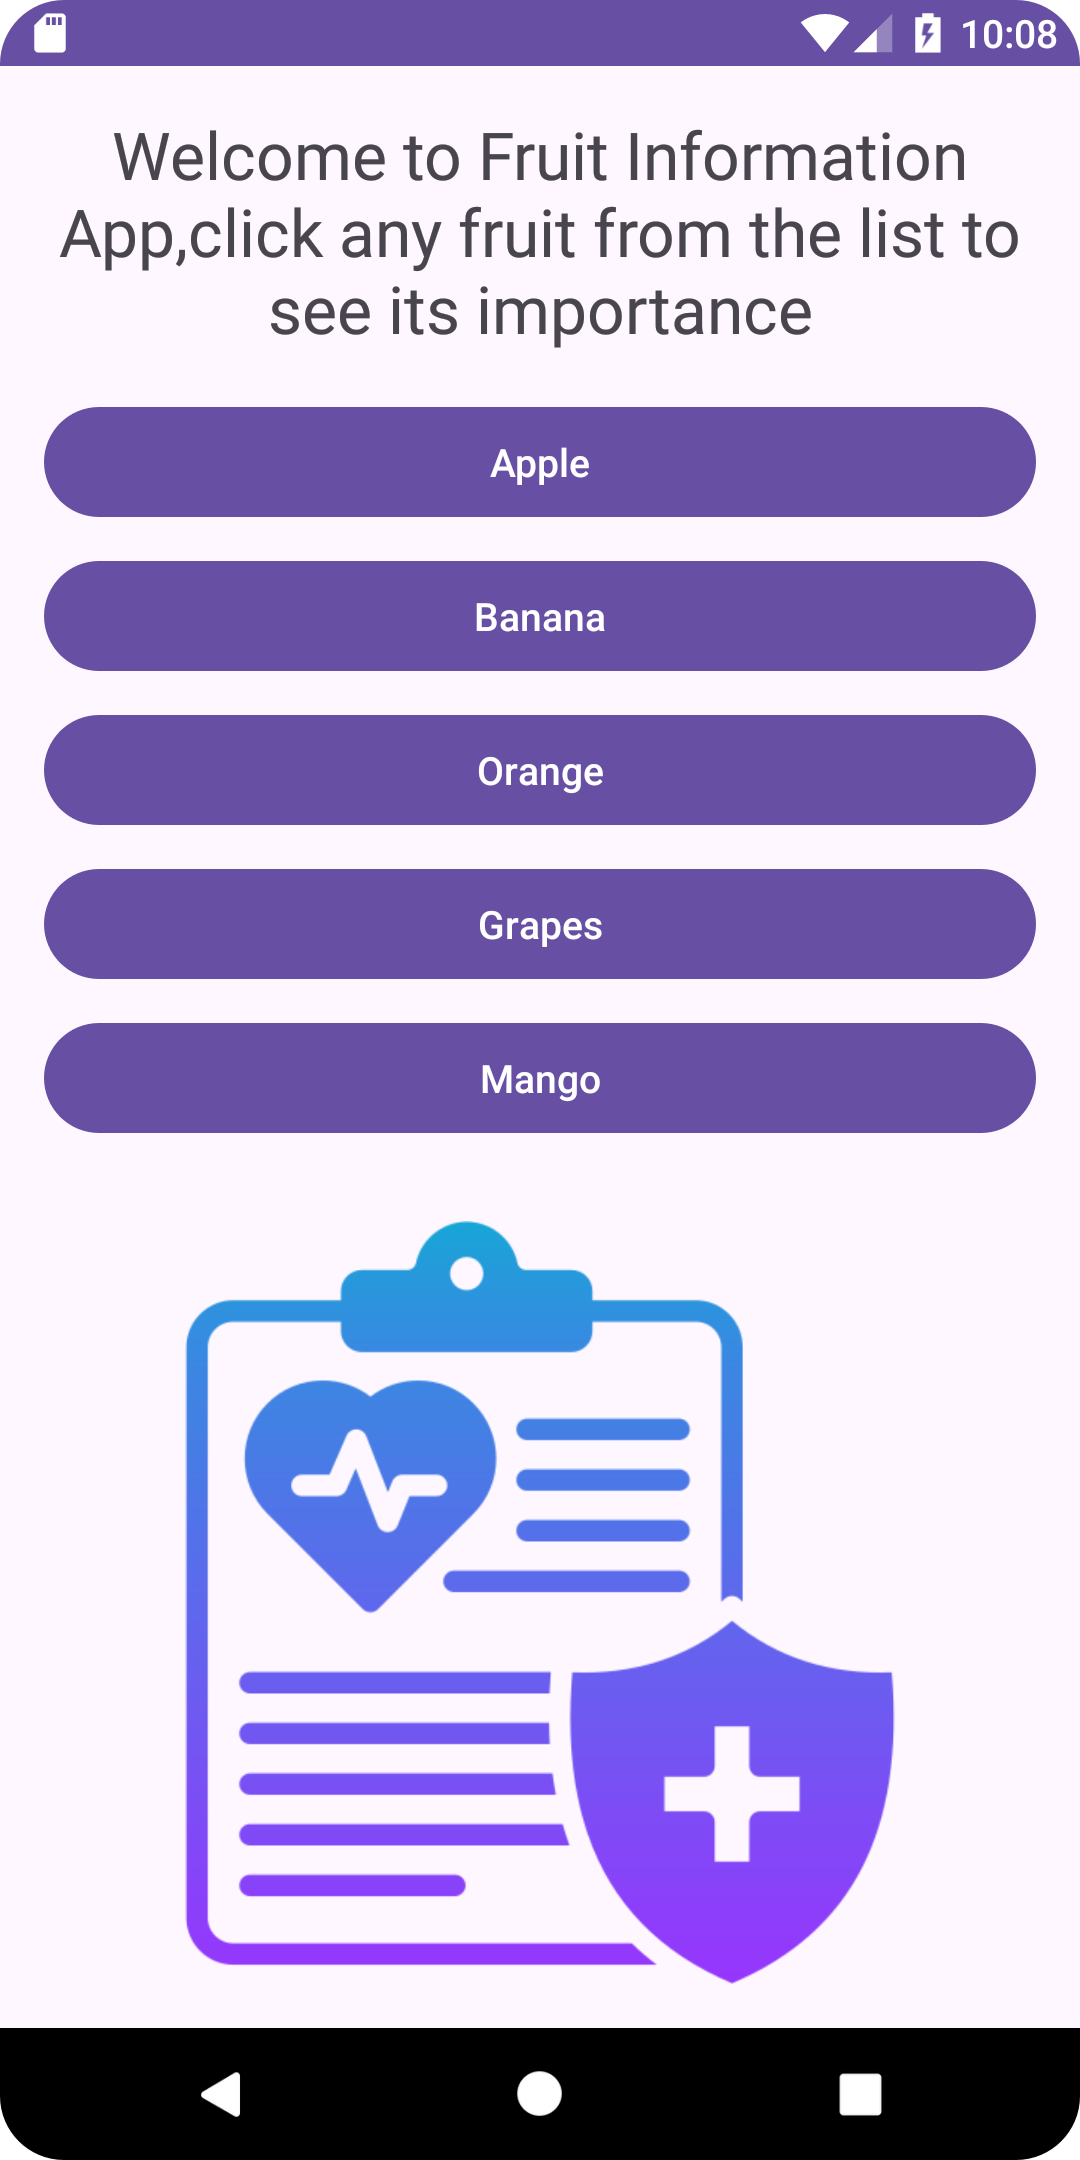 10:08
Welcome to Fruit Information
App,click any fruit from the list to
see its importance
Apple
Banana
Orange
Grapes
Mango